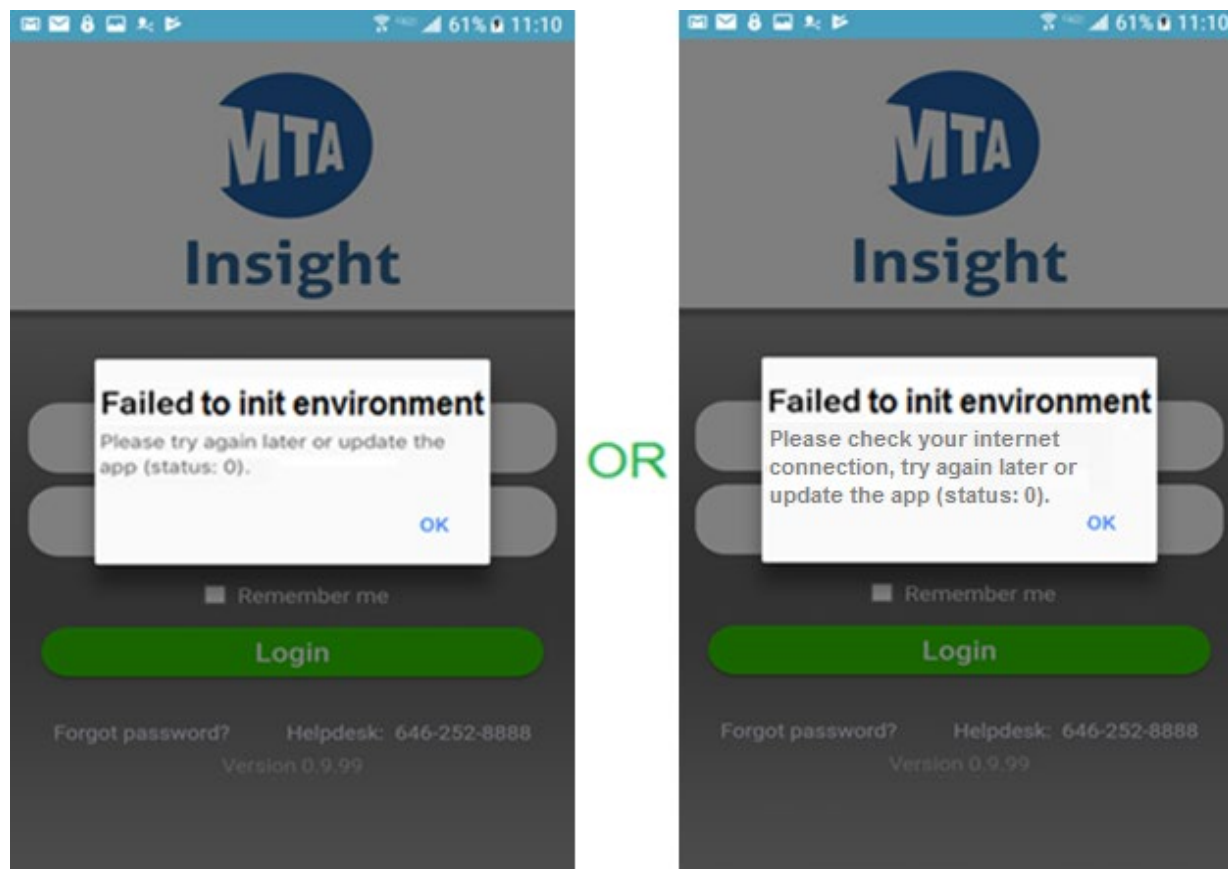 61% 11:10
MTA
Insight
Failed to init environment
Please try again later or update the
app (status: 0).
OK
Remember me
Login
Forgot password? Helpdesk: 646-252-8888
Version 0.9.99
OR
61% 11:10
MTA
Insight
Failed to init environment
Please check your internet
connection, try again later or
update the app (status: 0).
OK
Remember me
Login
Forgot password? Helpdesk: 646-252-8888
Version 0.9.99